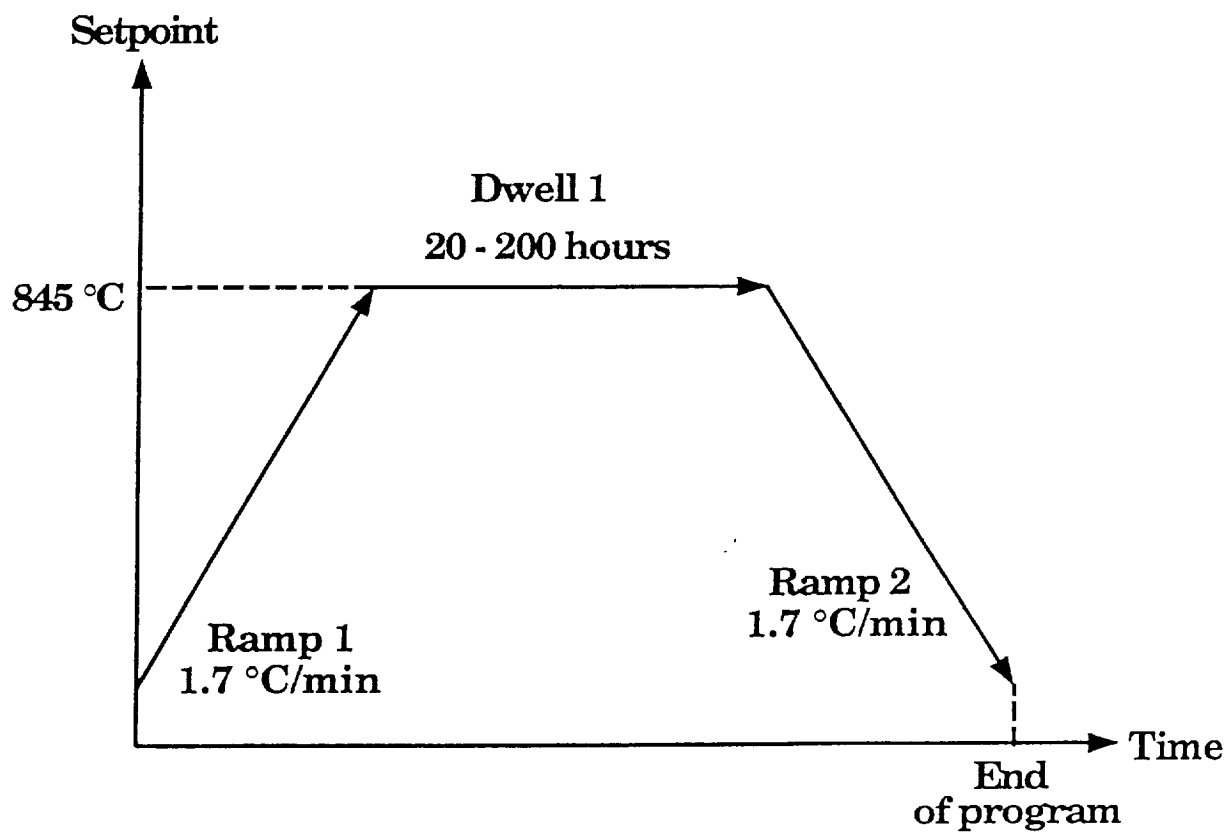 Setpoint
Dwell 1
20 - 200 hours
845 °C
Ramp 2
1.7 °C/min
Ramp 1
1.7 °C/min
Time
End
of program